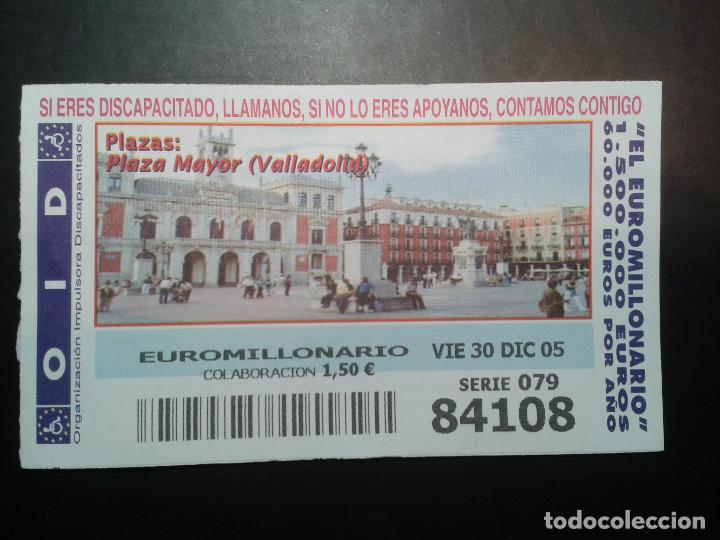 SI ERES DISCAPACITADO, LLAMANOS, SI NO LO ERES APOYANOS, CONTAMOS CONTIGO
OID
Organización Impulsora Discapacitados
Plazas:
Plaza Mayor (Valladolid)
"EL EUROMILLONARIO"
1.500.000 EUROS
60.000 EUROS POR AÑO
EUROMILLONARIO VIE 30 DIC 05
COLABORACION 1,50 €
SERIE 079
84108
todocoleccion